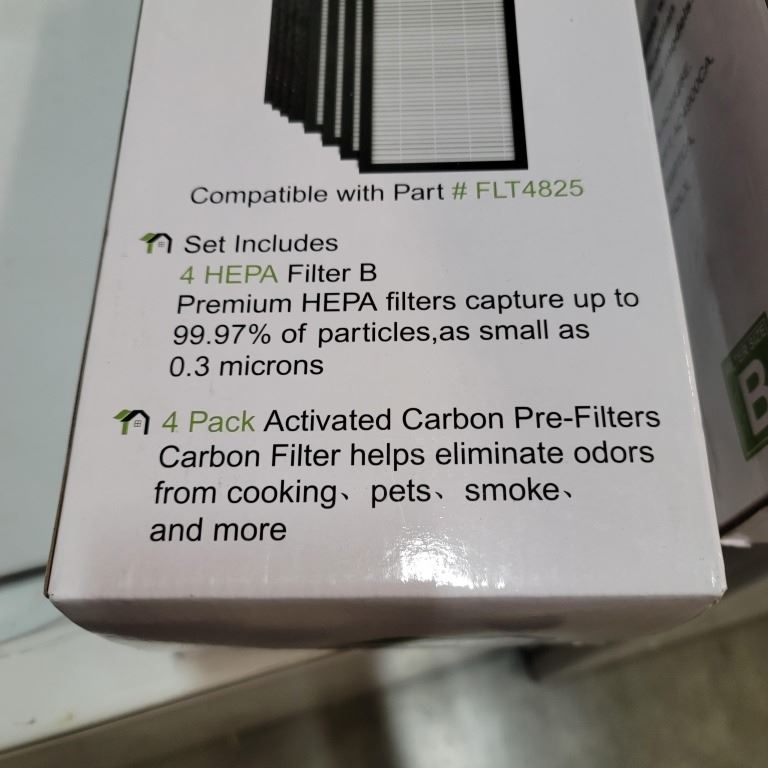 Compatible with Part # FLT4825
Set Includes
4 HEPA Filter B
Premium HEPA filters capture up to
99.97% of particles,as small as
0.3 microns
4 Pack Activated Carbon Pre-Filters
Carbon Filter helps eliminate odors
from cooking、 pets、 smoke、
and more
B